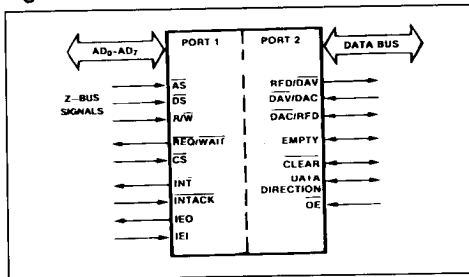 PORT 1
PORT 2
AD0-AD7
DATA BUS
Z-BUS
SIGNALS
AS
DS
R/W
REQ/WAIT
CS
INT
INTACK
IEO
IEI
RFD/DAV
DAV/DAC
DAC/RFD
EMPTY
CLEAR
DATA
DIRECTION
OE